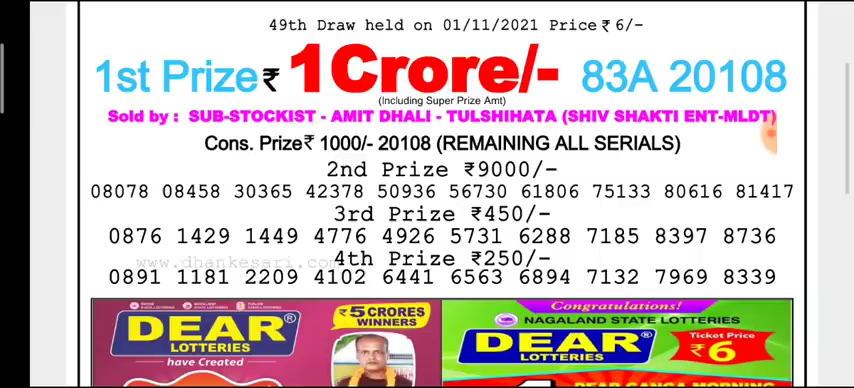 49th Draw held on 01/11/2021 Price ₹ 6/-
1st Prize ₹ 1Crore/- 83A 20108
(Including Super Prize Amt)
Sold by : SUB-STOCKIST - AMIT DHALI - TULSHIHATA (SHIV SHAKTI ENT-MLDT)
Cons. Prize ₹ 1000/- 20108 (REMAINING ALL SERIALS)
2nd Prize ₹9000/-
08078 08458 30365 42378 50936 56730 61806 75133 80616 81417
3rd Prize ₹450/-
0876 1429 1449 4776 4926 5731 6288 7185 8397 8736
www.dhankesari.com
4th Prize ₹250/-
0891 1181 2209 4102 6441 6563 6894 7132 7969 8339
DEAR®
LOTTERIES
have Created
₹5 CRORES
WINNERS
Congratulations!
NAGALAND STATE LOTTERIES
DEAR®
LOTTERIES
Ticket Price
₹6
1 DEAR GANGA MORNING